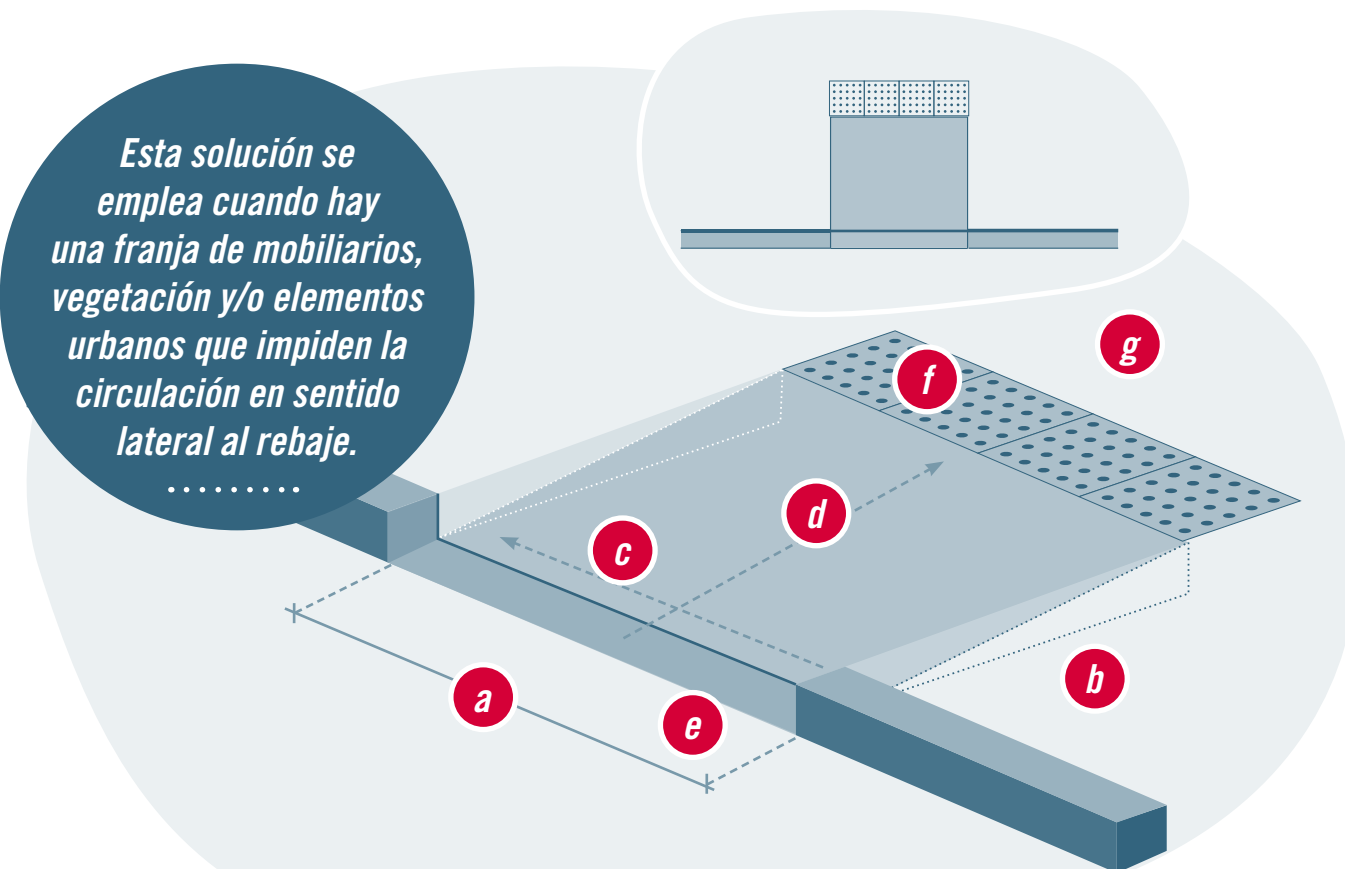 Esta solución se
emplea cuando hay
una franja de mobiliarios,
vegetación y/o elementos
urbanos que impiden la
circulación en sentido
lateral al rebaje.
g
f
d
c
b
a
e